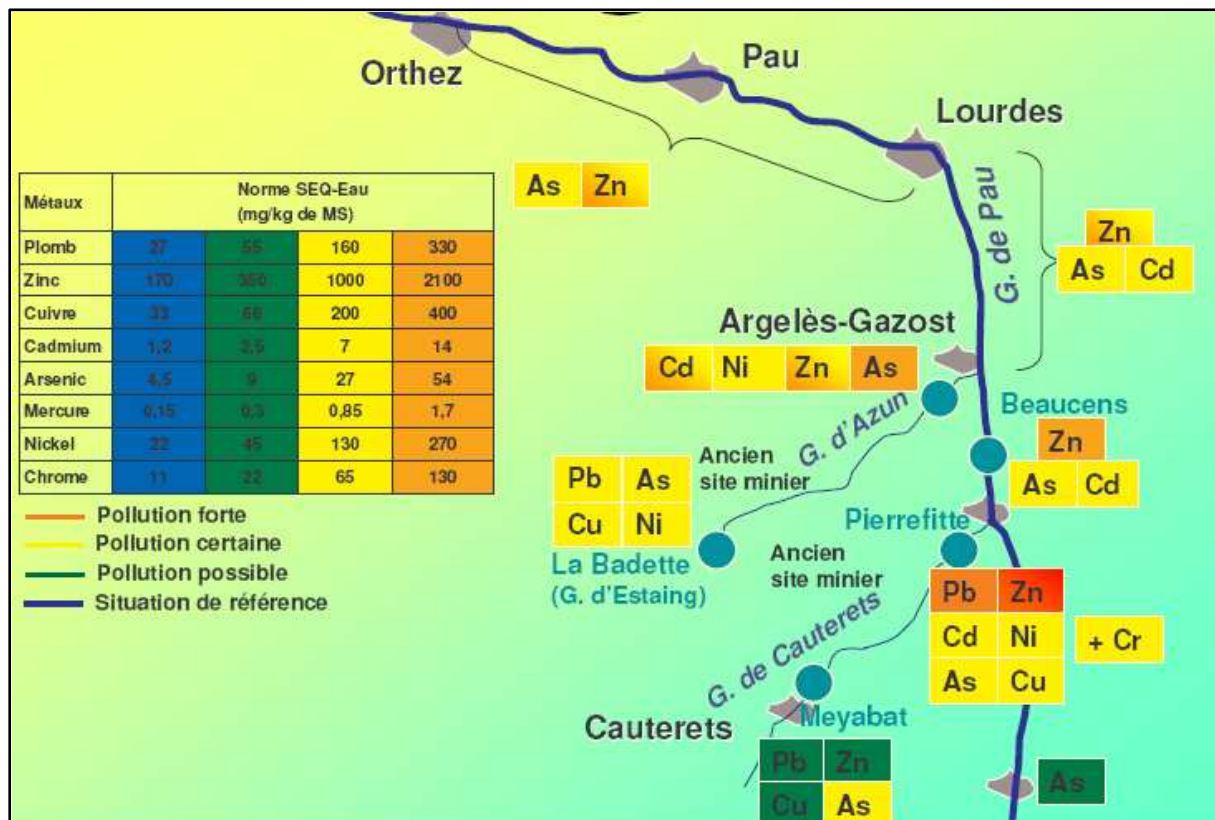 Orthez
Pau
Lourdes
As Zn
G. de Pau
Zn
As Cd
Métaux Norme SEQ-Eau
(mg/kg de MS)
Plomb 27 55 160 330
Zinc 170 350 1000 2100
Cuivre 33 66 200 400
Cadmium 1,2 2,5 7 14
Arsenic 4,5 9 27 54
Mercure 0,15 0,3 0,85 1,7
Nickel 22 45 130 270
Chrome 11 22 65 130
Pollution forte
Pollution certaine
Pollution possible
Situation de référence
Argelès-Gazost
Cd Ni Zn As
G. d'Azun
Beaucens
Zn
As Cd
Ancien
site minier
Pb As
Cu Ni
La Badette
(G. d'Estaing)
Pierrefitte
Ancien
site minier
Pb Zn
Cd Ni
As Cu
+ Cr
G. de Cauterets
Cauterets
Meyabat
Pb Zn
Cu As
As